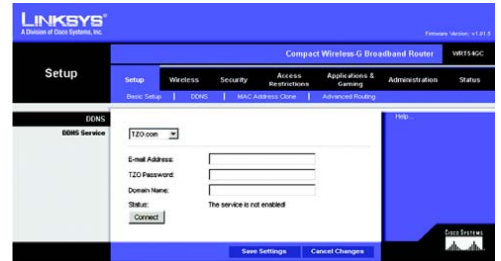 LINKSYS®
A Division of Cisco Systems, Inc.
Firmware Version: v1.01.5
Compact Wireless-G Broadband Router
WRT54GC
Setup
Setup
Wireless
Security
Access Restrictions
Applications & Gaming
Administration
Status
Basic Setup | DDNS | MAC Address Clone | Advanced Routing
DDNS
DDNS Service
TZO.com
E-mail Address:
TZO Password:
Domain Name:
Status: The service is not enabled!
Connect
Help...
Save Settings
Cancel Changes
CISCO SYSTEMS